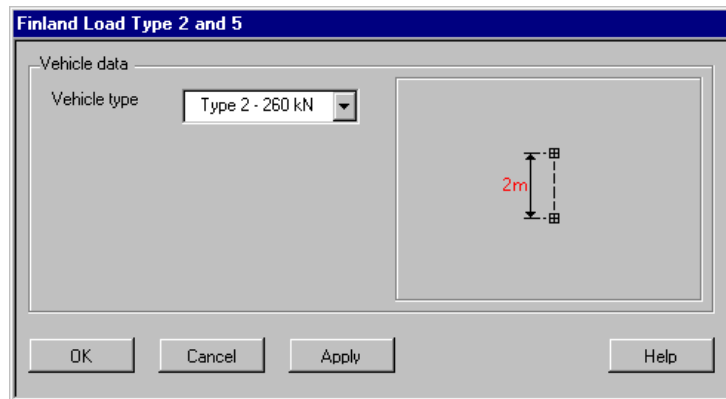 Finland Load Type 2 and 5
Vehicle data
Vehicle type
Type 2 - 260 kN
2m
OK
Cancel
Apply
Help